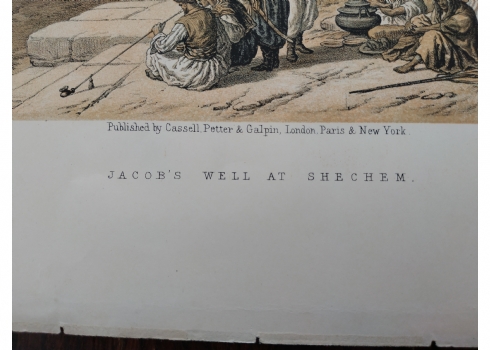 Published by Cassell, Petter & Galpin, London, Paris & New York.
JACOB'S WELL AT SHECHEM.